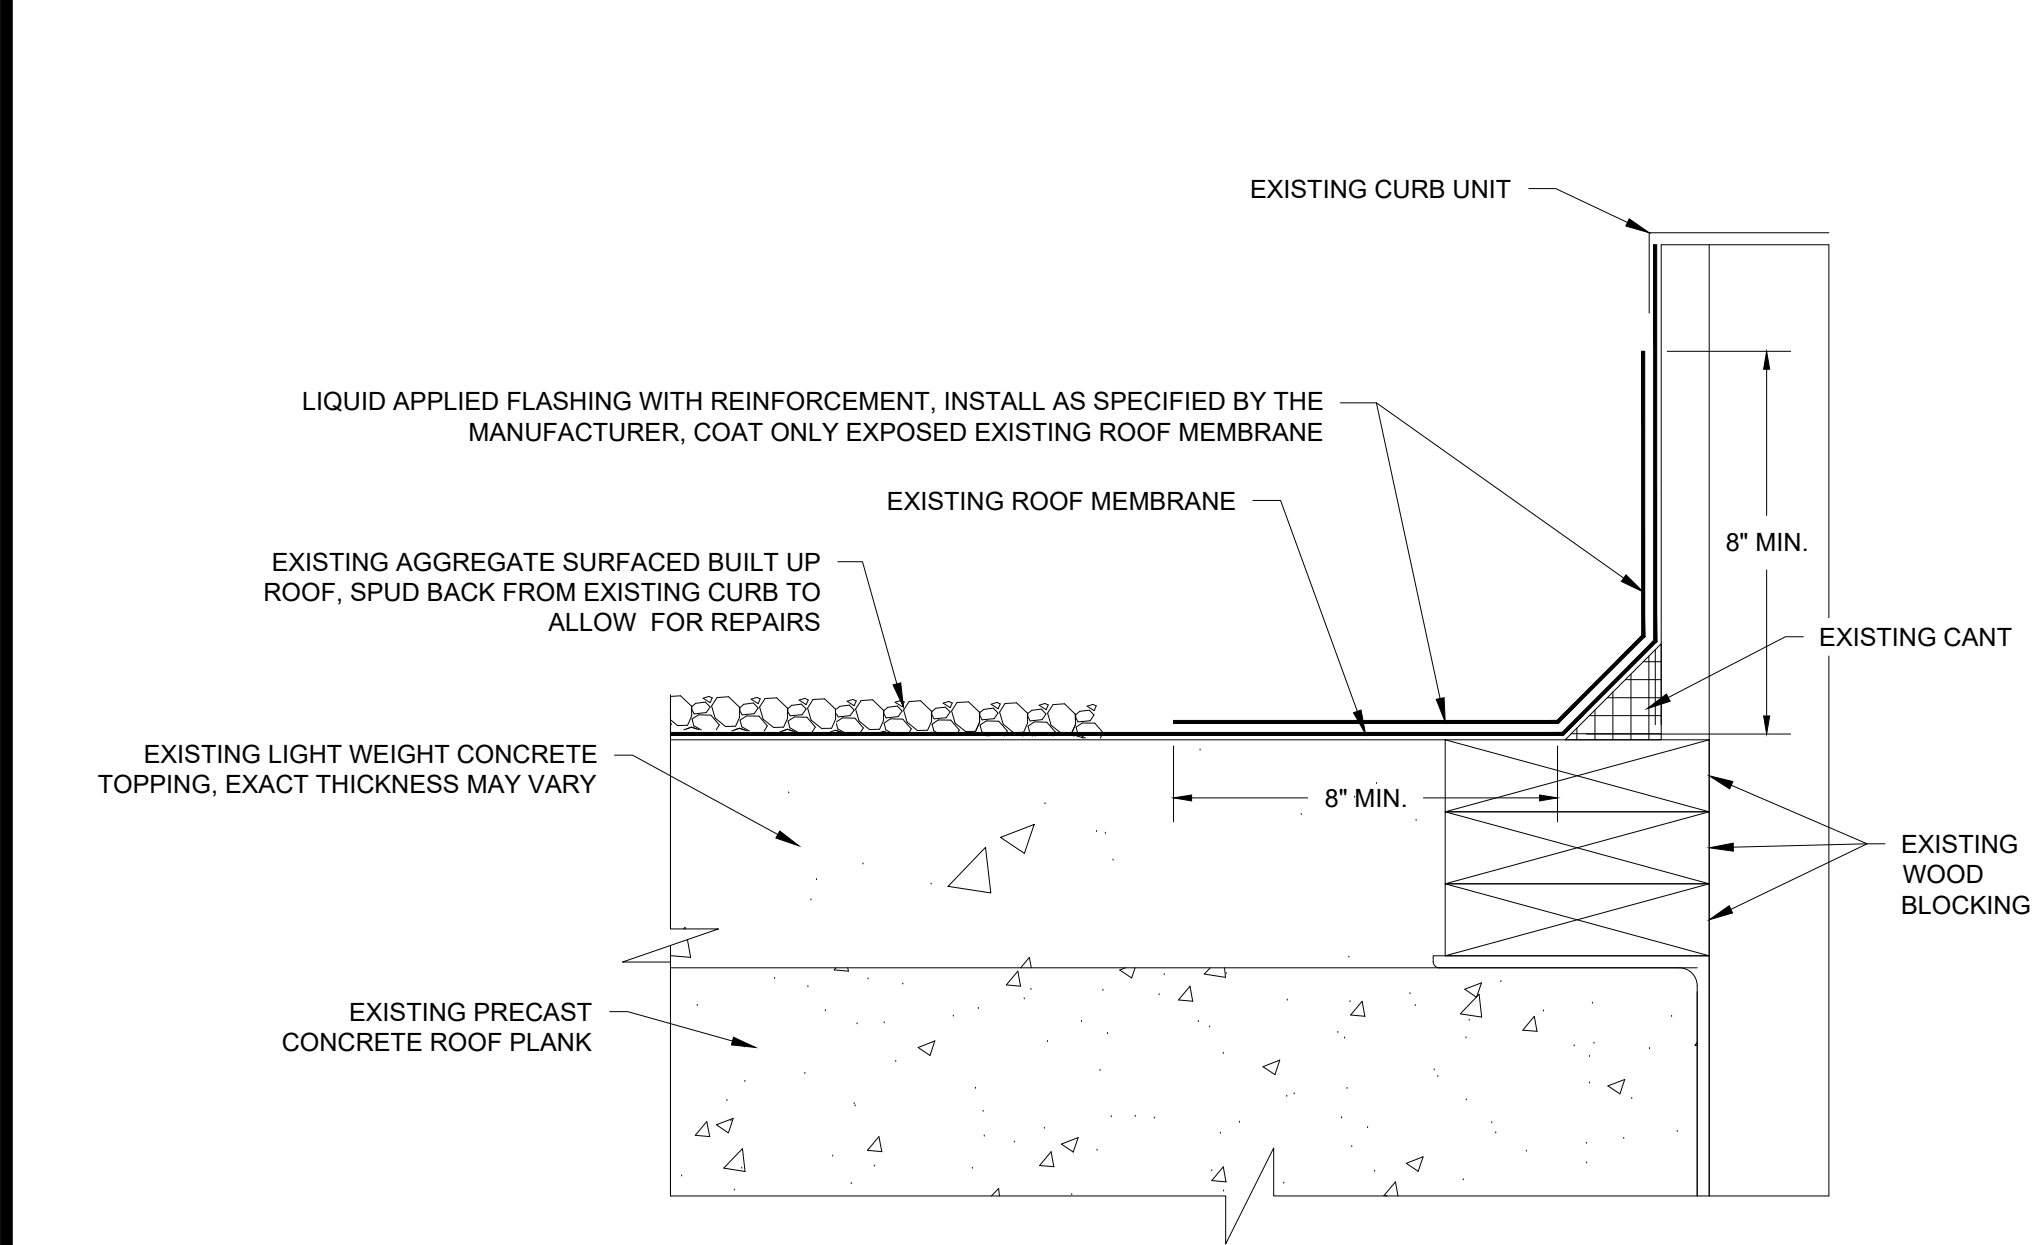 EXISTING CURB UNIT
LIQUID APPLIED FLASHING WITH REINFORCEMENT, INSTALL AS SPECIFIED BY THE
MANUFACTURER, COAT ONLY EXPOSED EXISTING ROOF MEMBRANE
EXISTING ROOF MEMBRANE
8" MIN.
EXISTING AGGREGATE SURFACED BUILT UP
ROOF, SPUD BACK FROM EXISTING CURB TO
ALLOW FOR REPAIRS
EXISTING CANT
EXISTING LIGHT WEIGHT CONCRETE
TOPPING, EXACT THICKNESS MAY VARY
8" MIN.
EXISTING
WOOD
BLOCKING
EXISTING PRECAST
CONCRETE ROOF PLANK